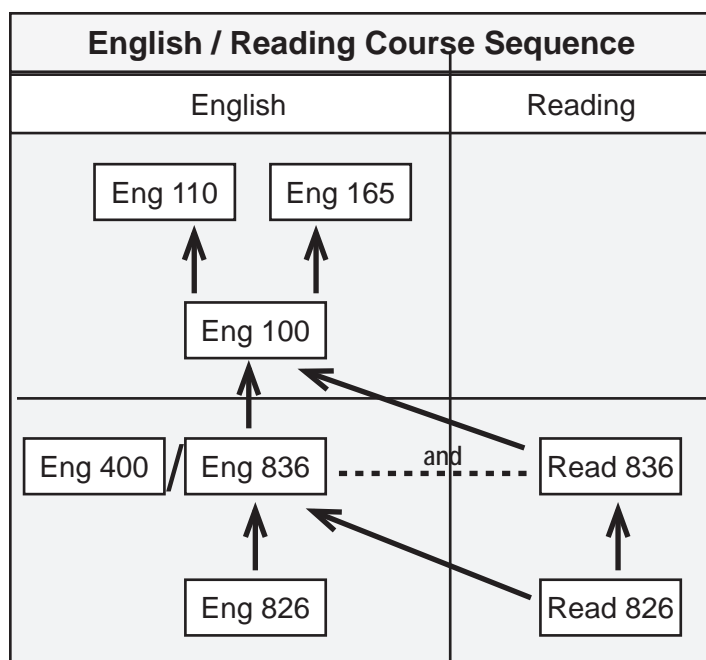 English / Reading Course Sequence
English Reading
Eng 110 Eng 165
Eng 100
and
Eng 400 / Eng 836 Read 836
Eng 826 Read 826